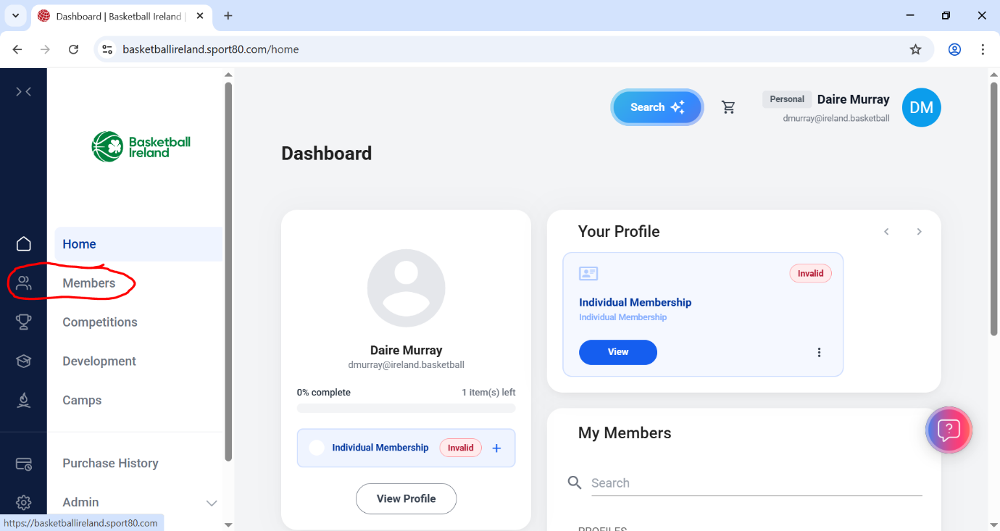 Dashboard | Basketball Ireland |
basketballireland.sport80.com/home
Basketball
Ireland
Home
Members
Competitions
Development
Camps
Purchase History
Admin
https://basketballireland.sport80.com
Search
Personal
Daire Murray
dmurray@ireland.basketball
DM
Dashboard
Daire Murray
dmurray@ireland.basketball
0% complete
1 item(s) left
Individual Membership
Invalid
View Profile
Your Profile
Invalid
Individual Membership
Individual Membership
View
My Members
Search
PROFILES